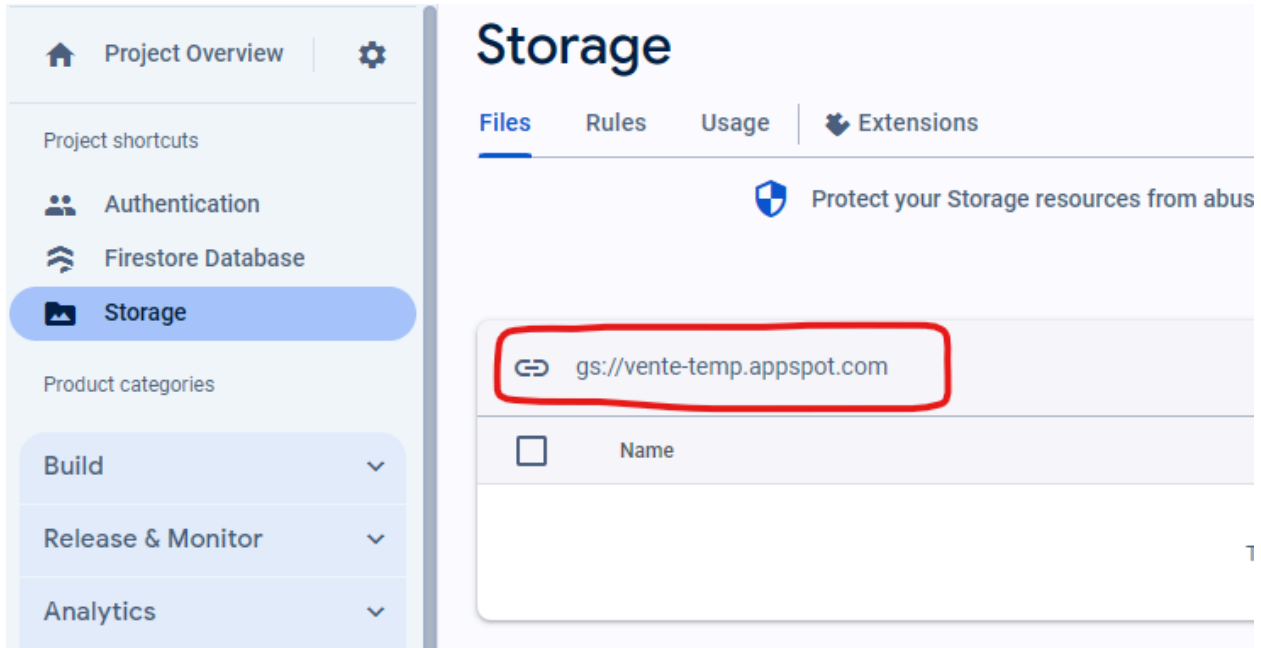 Project Overview
Project shortcuts
Authentication
Firestore Database
Storage
Product categories
Build
Release & Monitor
Analytics
Storage
Files Rules Usage Extensions
Protect your Storage resources from
gs://vente-temp.appspot.com
Name